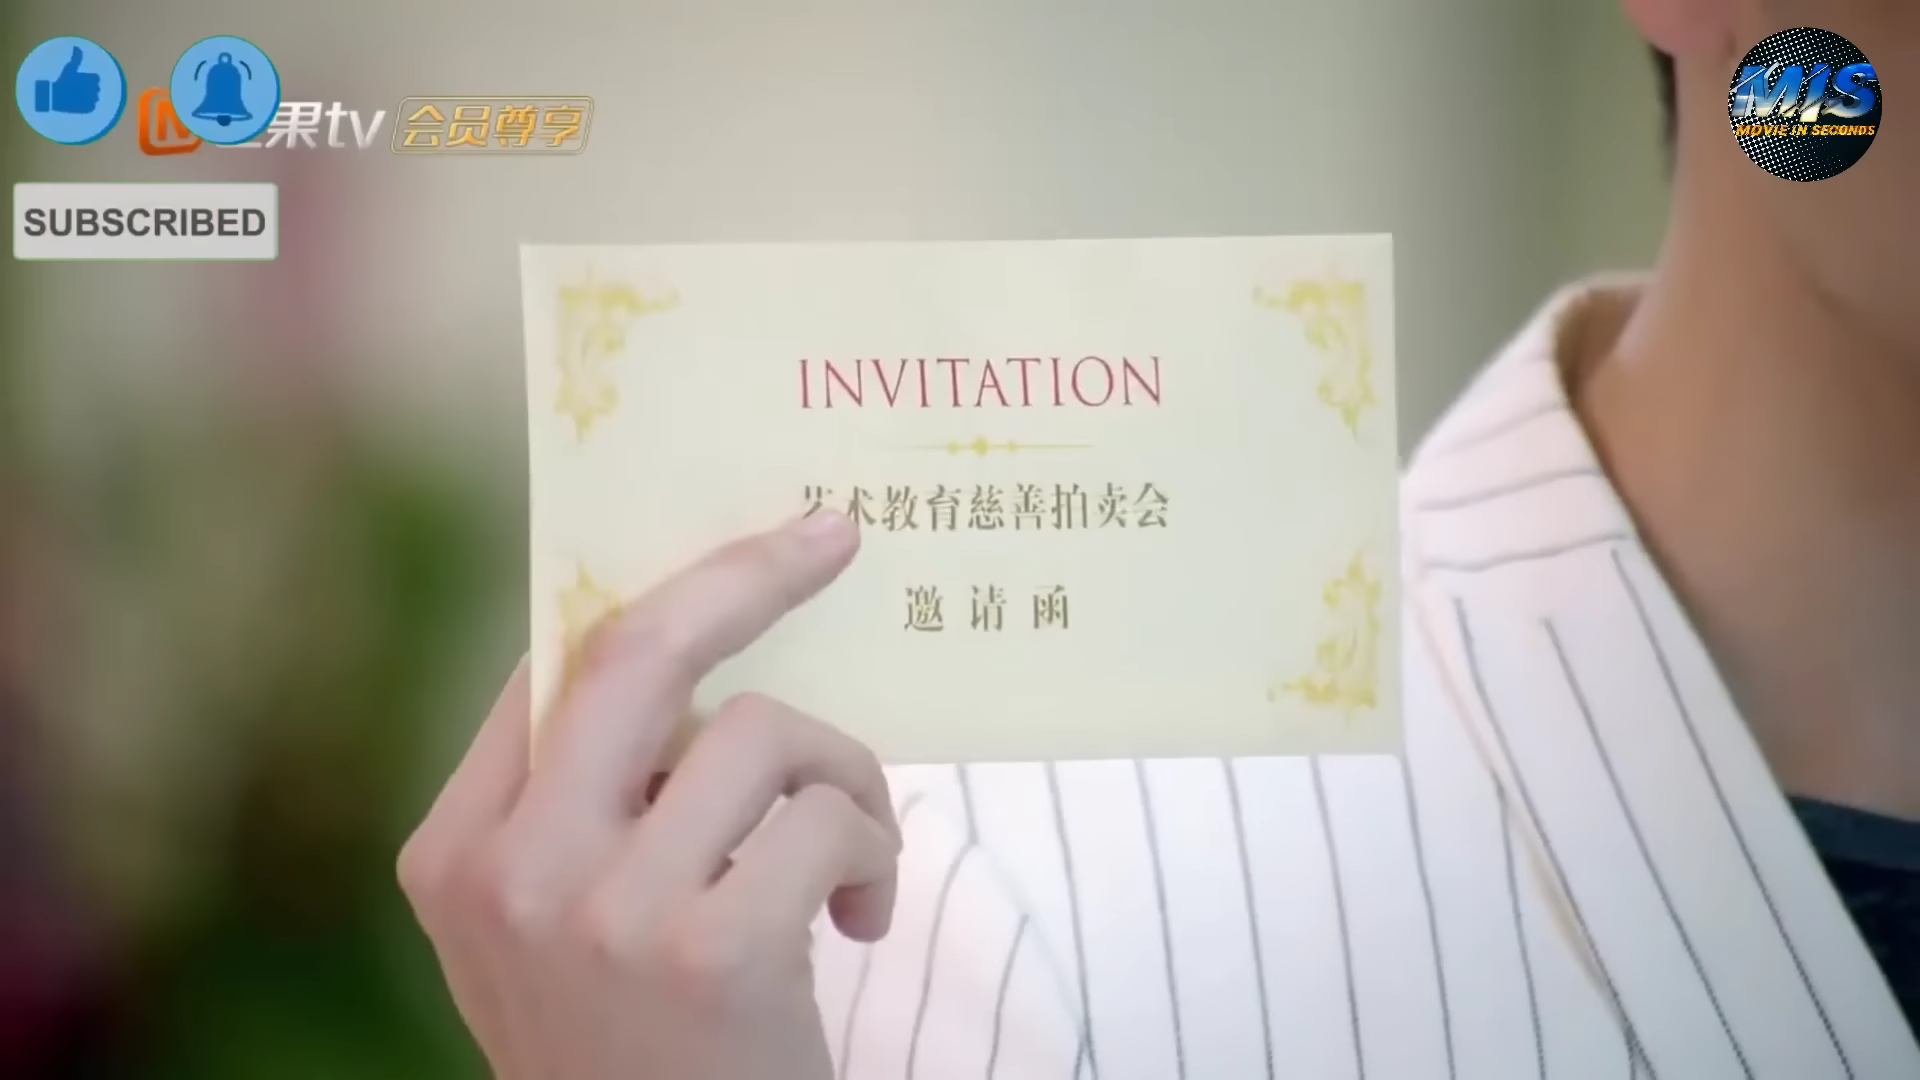 果tv 会员尊享
SUBSCRIBED
MIS
MOVIE IN SECONDS
INVITATION
艺术教育慈善拍卖会
邀请函